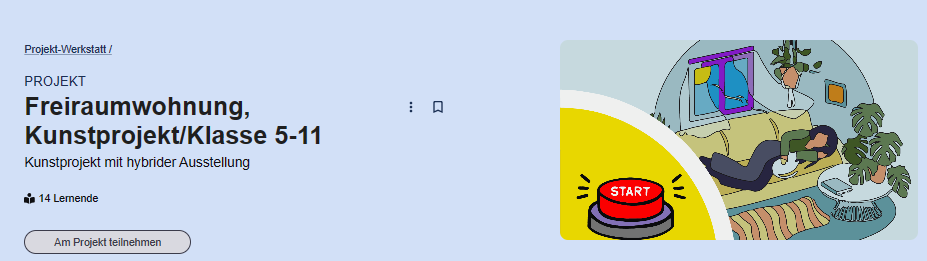 Projekt-Werkstatt /
PROJEKT
Freiraumwohnung,
Kunstprojekt/Klasse 5-11
Kunstprojekt mit hybrider Ausstellung
14 Lernende
Am Projekt teilnehmen
START